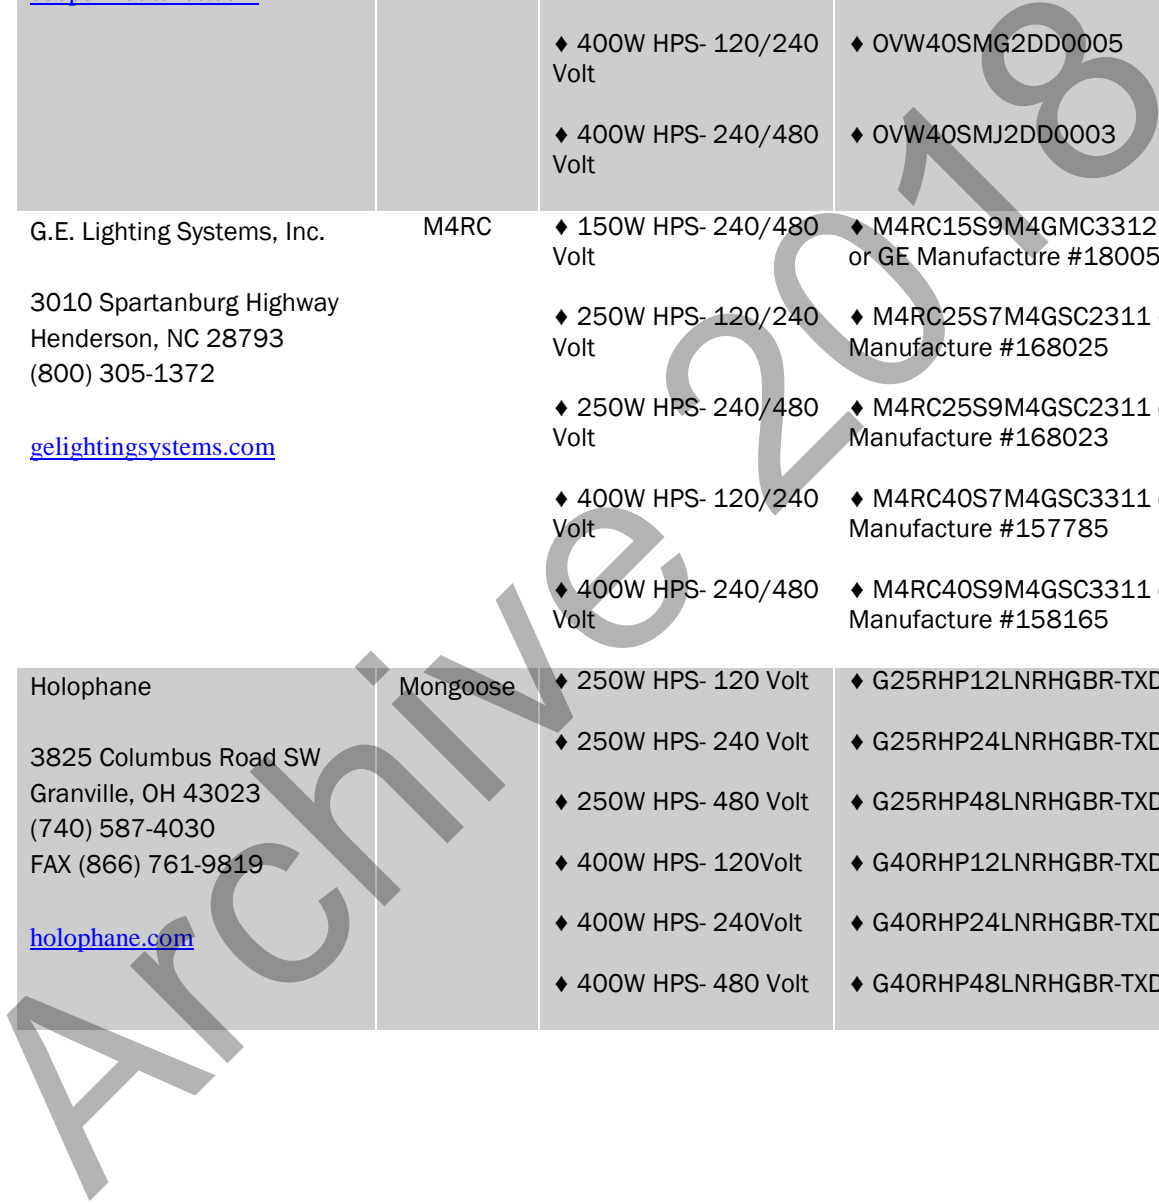 ♦ 400W HPS- 120/240
Volt
♦ OVW40SMG2DD0005
♦ 400W HPS- 240/480
Volt
♦ OVW40SMJ2DD0003
G.E. Lighting Systems, Inc.
3010 Spartanburg Highway
Henderson, NC 28793
(800) 305-1372
gelightingsystems.com
M4RC
♦ 150W HPS- 240/480
Volt
♦ M4RC15S9M4GMC3312
or GE Manufacture #18005
♦ 250W HPS- 120/240
Volt
♦ M4RC25S7M4GSC2311
Manufacture #168025
♦ 250W HPS- 240/480
Volt
♦ M4RC25S9M4GSC2311
Manufacture #168023
♦ 400W HPS- 120/240
Volt
♦ M4RC40S7M4GSC3311
Manufacture #157785
♦ 400W HPS- 240/480
Volt
♦ M4RC40S9M4GSC3311
Manufacture #158165
Holophane
3825 Columbus Road SW
Granville, OH 43023
(740) 587-4030
FAX (866) 761-9819
holophane.com
Mongoose
♦ 250W HPS- 120 Volt
♦ G25RHP12LNRHGBR-TXD
♦ 250W HPS- 240 Volt
♦ G25RHP24LNRHGBR-TXD
♦ 250W HPS- 480 Volt
♦ G25RHP48LNRHGBR-TXD
♦ 400W HPS- 120Volt
♦ G40RHP12LNRHGBR-TXD
♦ 400W HPS- 240Volt
♦ G40RHP24LNRHGBR-TXD
♦ 400W HPS- 480 Volt
♦ G40RHP48LNRHGBR-TXD
Archive 2018